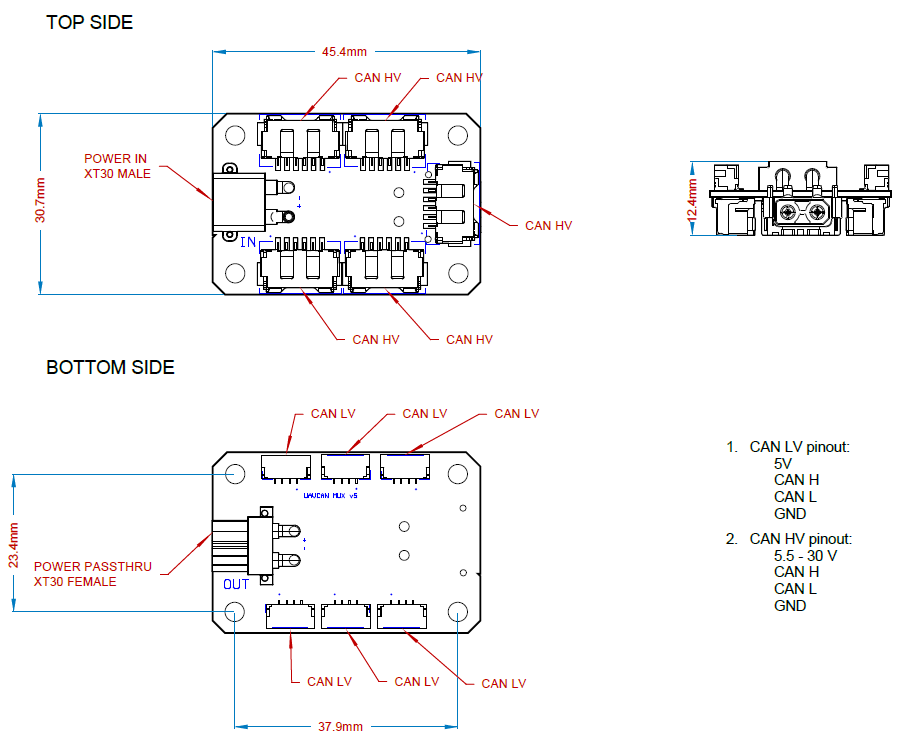 TOP SIDE
45.4mm
CAN HV
CAN HV
POWER IN
XT30 MALE
30.7mm
12.4mm
CAN HV
IN
CAN HV
CAN HV
BOTTOM SIDE
CAN LV
CAN LV
CAN LV
UAVCAN MUX v5
23.4mm
POWER PASSTHRU
XT30 FEMALE
OUT
CAN LV
CAN LV
CAN LV
37.9mm
1. CAN LV pinout:
5V
CAN H
CAN L
GND
2. CAN HV pinout:
5.5 - 30 V
CAN H
CAN L
GND